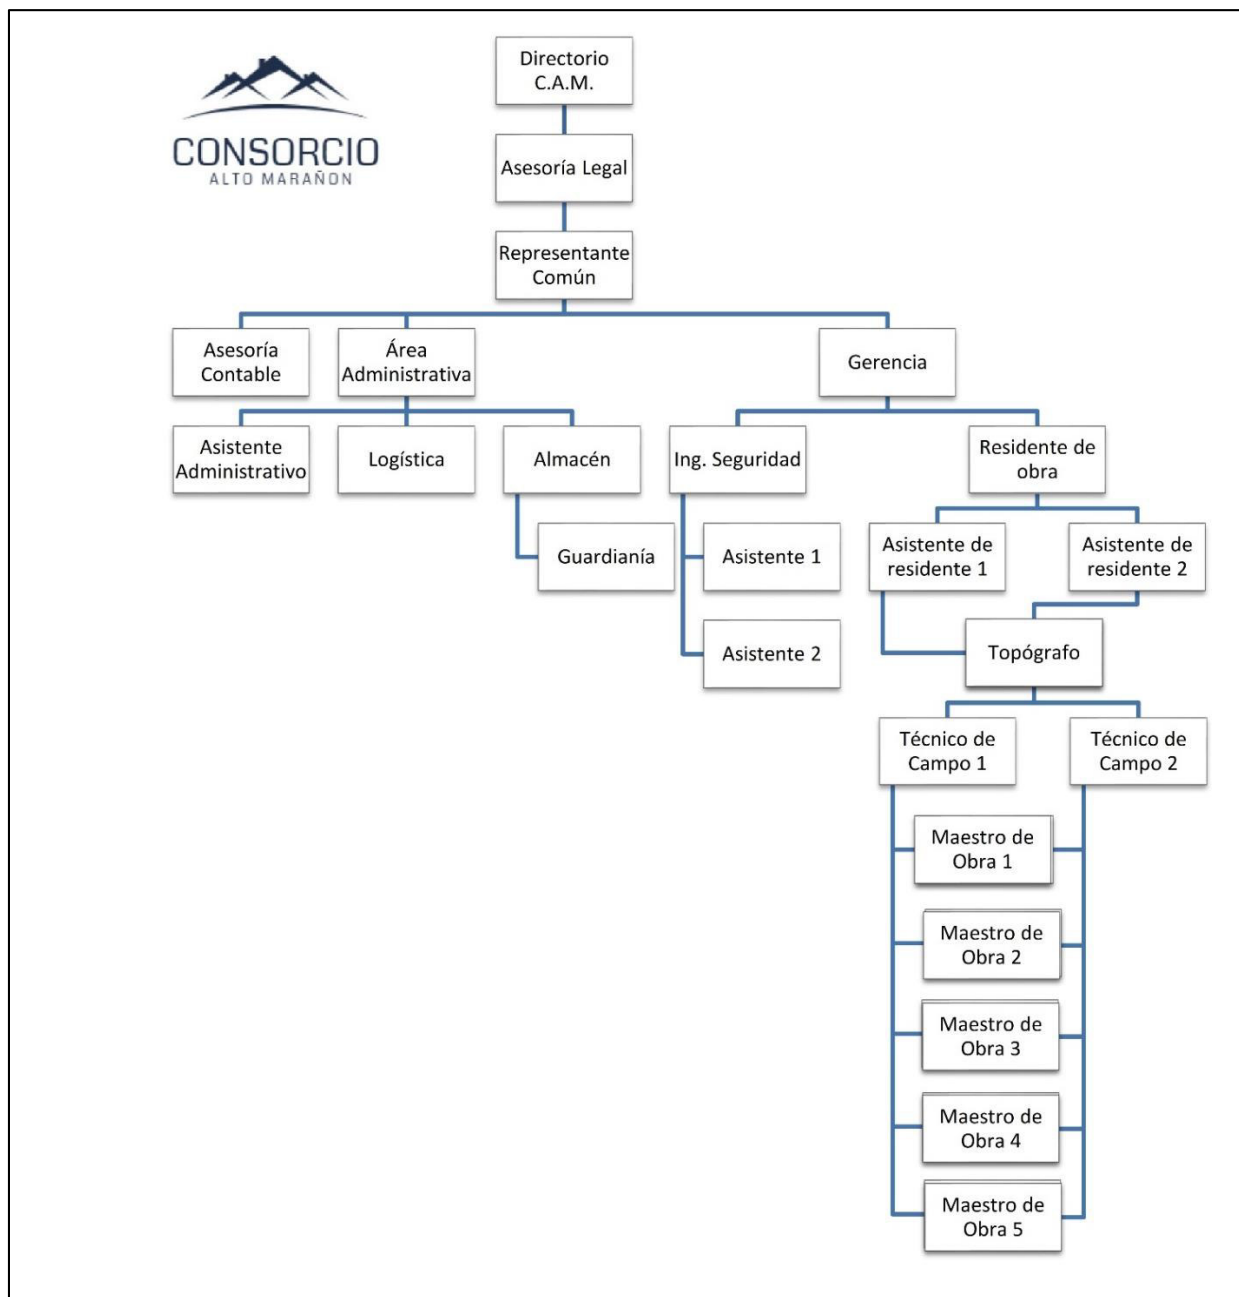 CONSORCIO
ALTO MARAÑON
Directorio
C.A.M.
Asesoría Legal
Representante
Común
Asesoría
Contable
Área
Administrativa
Gerencia
Asistente
Administrativo
Logística
Almacén
Ing. Seguridad
Residente de
obra
Guardianía
Asistente 1
Asistente de
residente 1
Asistente de
residente 2
Asistente 2
Topógrafo
Técnico de
Campo 1
Técnico de
Campo 2
Maestro de
Obra 1
Maestro de
Obra 2
Maestro de
Obra 3
Maestro de
Obra 4
Maestro de
Obra 5